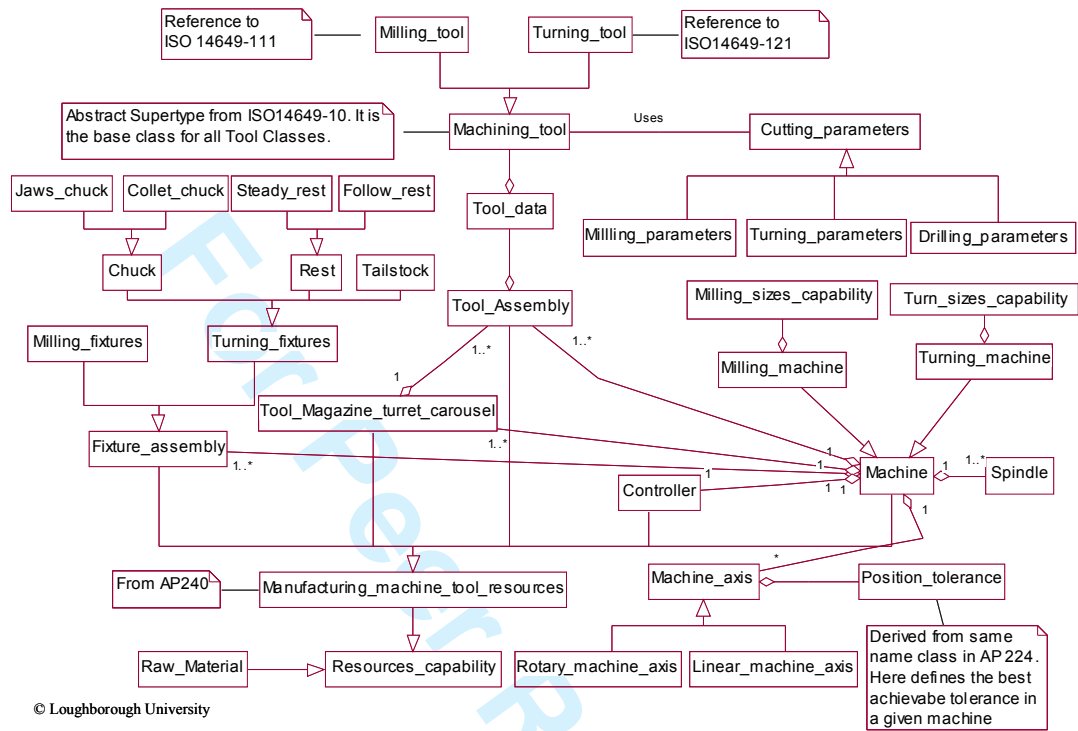 Reference to
ISO 14649-111
Milling_tool
Turning_tool
Reference to
ISO14649-121
Abstract Supertype from ISO14649-10. It is
the base class for all Tool Classes.
Machining_tool
Uses
Cutting_parameters
Jaws_chuck
Collet_chuck
Steady_rest
Follow_rest
Tool_data
Millling_parameters
Turning_parameters
Drilling_parameters
Chuck
Rest
Tailstock
Tool_Assembly
Milling_sizes_capability
Turn_sizes_capability
Milling_fixtures
Turning_fixtures
1..*
1..*
Milling_machine
Turning_machine
1
Tool_Magazine_turret_carousel
1..*
Fixture_assembly
1..*
1
1
1
1
1
Controller
Machine
1
1..*
Spindle
1
*
From AP240
Manufacturing_machine_tool_resources
Machine_axis
Position_tolerance
Raw_Material
Resources_capability
Rotary_machine_axis
Linear_machine_axis
Derived from same
name class in AP 224.
Here defines the best
achievabe tolerance in
a given machine
© Loughborough University
For Peer R